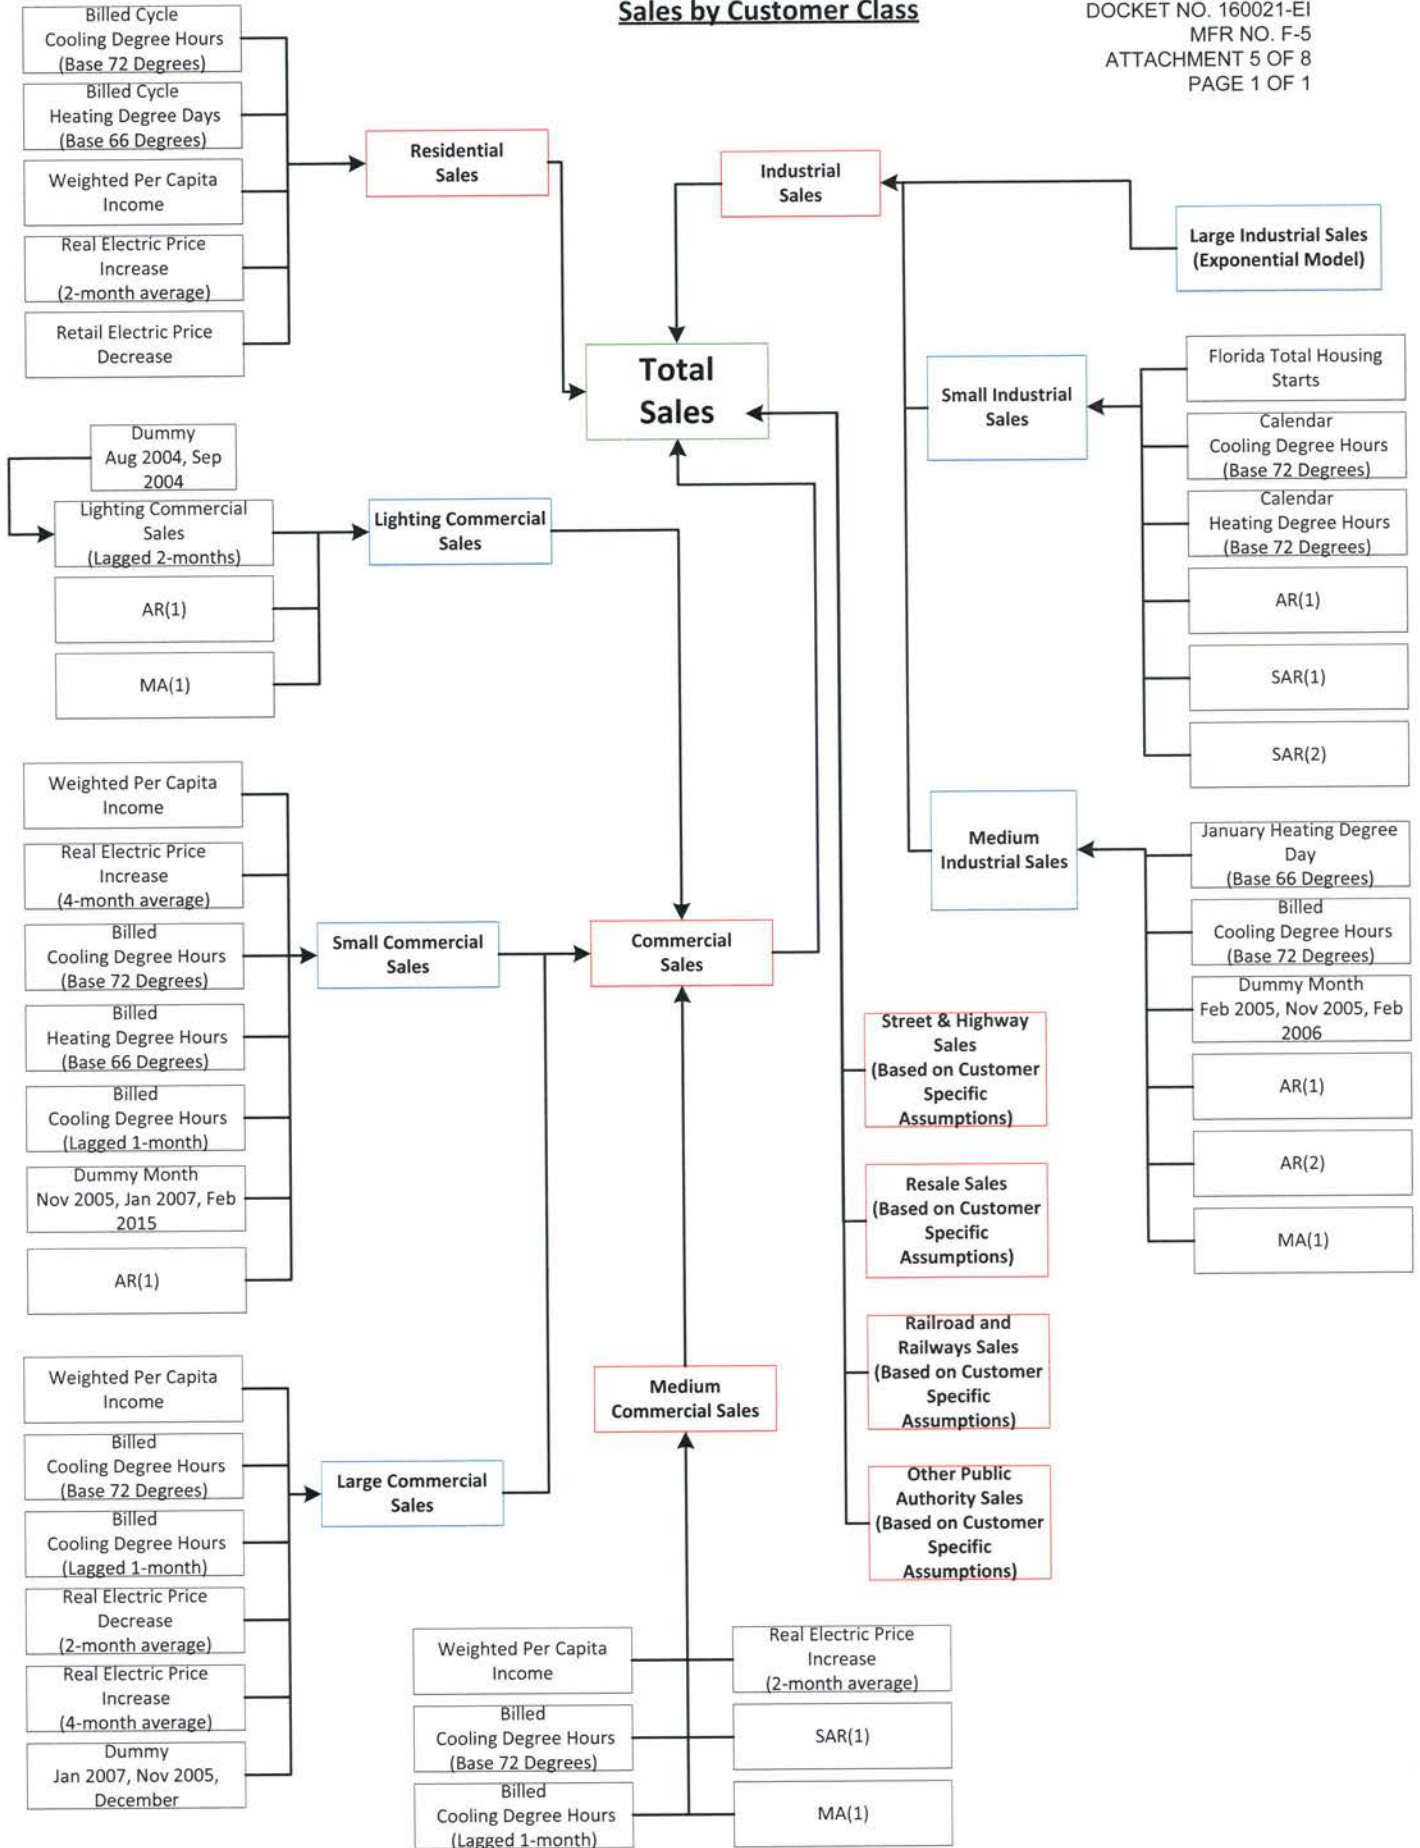 Sales by Customer Class
DOCKET NO. 160021-EI
MFR NO. F-5
ATTACHMENT 5 OF 8
PAGE 1 OF 1
Billed Cycle
Cooling Degree Hours
(Base 72 Degrees)
Billed Cycle
Heating Degree Days
(Base 66 Degrees)
Weighted Per Capita
Income
Real Electric Price
Increase
(2-month average)
Retail Electric Price
Decrease
Residential
Sales
Industrial
Sales
Large Industrial Sales
(Exponential Model)
Total
Sales
Small Industrial
Sales
Florida Total Housing
Starts
Calendar
Cooling Degree Hours
(Base 72 Degrees)
Calendar
Heating Degree Hours
(Base 72 Degrees)
AR(1)
SAR(1)
SAR(2)
Dummy
Aug 2004, Sep
2004
Lighting Commercial
Sales
(Lagged 2-months)
AR(1)
MA(1)
Lighting Commercial
Sales
Weighted Per Capita
Income
Real Electric Price
Increase
(4-month average)
Billed
Cooling Degree Hours
(Base 72 Degrees)
Billed
Heating Degree Hours
(Base 66 Degrees)
Billed
Cooling Degree Hours
(Lagged 1-month)
Dummy Month
Nov 2005, Jan 2007, Feb
2015
AR(1)
Small Commercial
Sales
Commercial
Sales
Medium
Industrial Sales
January Heating Degree
Day
(Base 66 Degrees)
Billed
Cooling Degree Hours
(Base 72 Degrees)
Dummy Month
Feb 2005, Nov 2005, Feb
2006
AR(1)
AR(2)
MA(1)
Street & Highway
Sales
(Based on Customer
Specific
Assumptions)
Resale Sales
(Based on Customer
Specific
Assumptions)
Railroad and
Railways Sales
(Based on Customer
Specific
Assumptions)
Other Public
Authority Sales
(Based on Customer
Specific
Assumptions)
Weighted Per Capita
Income
Billed
Cooling Degree Hours
(Base 72 Degrees)
Billed
Cooling Degree Hours
(Lagged 1-month)
Real Electric Price
Decrease
(2-month average)
Real Electric Price
Increase
(4-month average)
Dummy
Jan 2007, Nov 2005,
December
Large Commercial
Sales
Medium
Commercial Sales
Weighted Per Capita
Income
Billed
Cooling Degree Hours
(Base 72 Degrees)
Billed
Cooling Degree Hours
(Lagged 1-month)
Real Electric Price
Increase
(2-month average)
SAR(1)
MA(1)